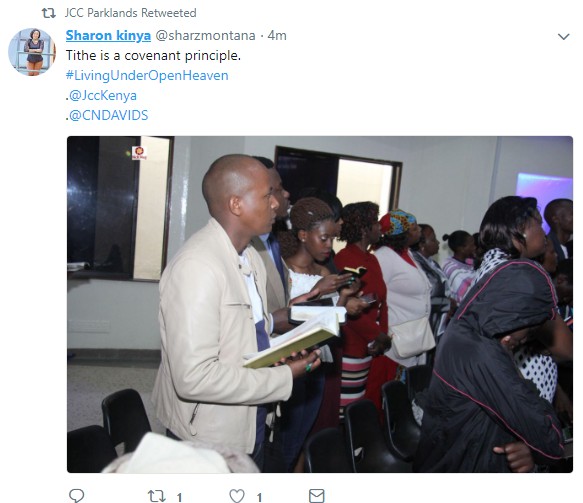 JCC Parklands Retweeted
Sharon kinya @sharzmontana · 4m
Tithe is a covenant principle.
#LivingUnderOpenHeaven
.@JccKenya
.@CNDAVIDS
1
1